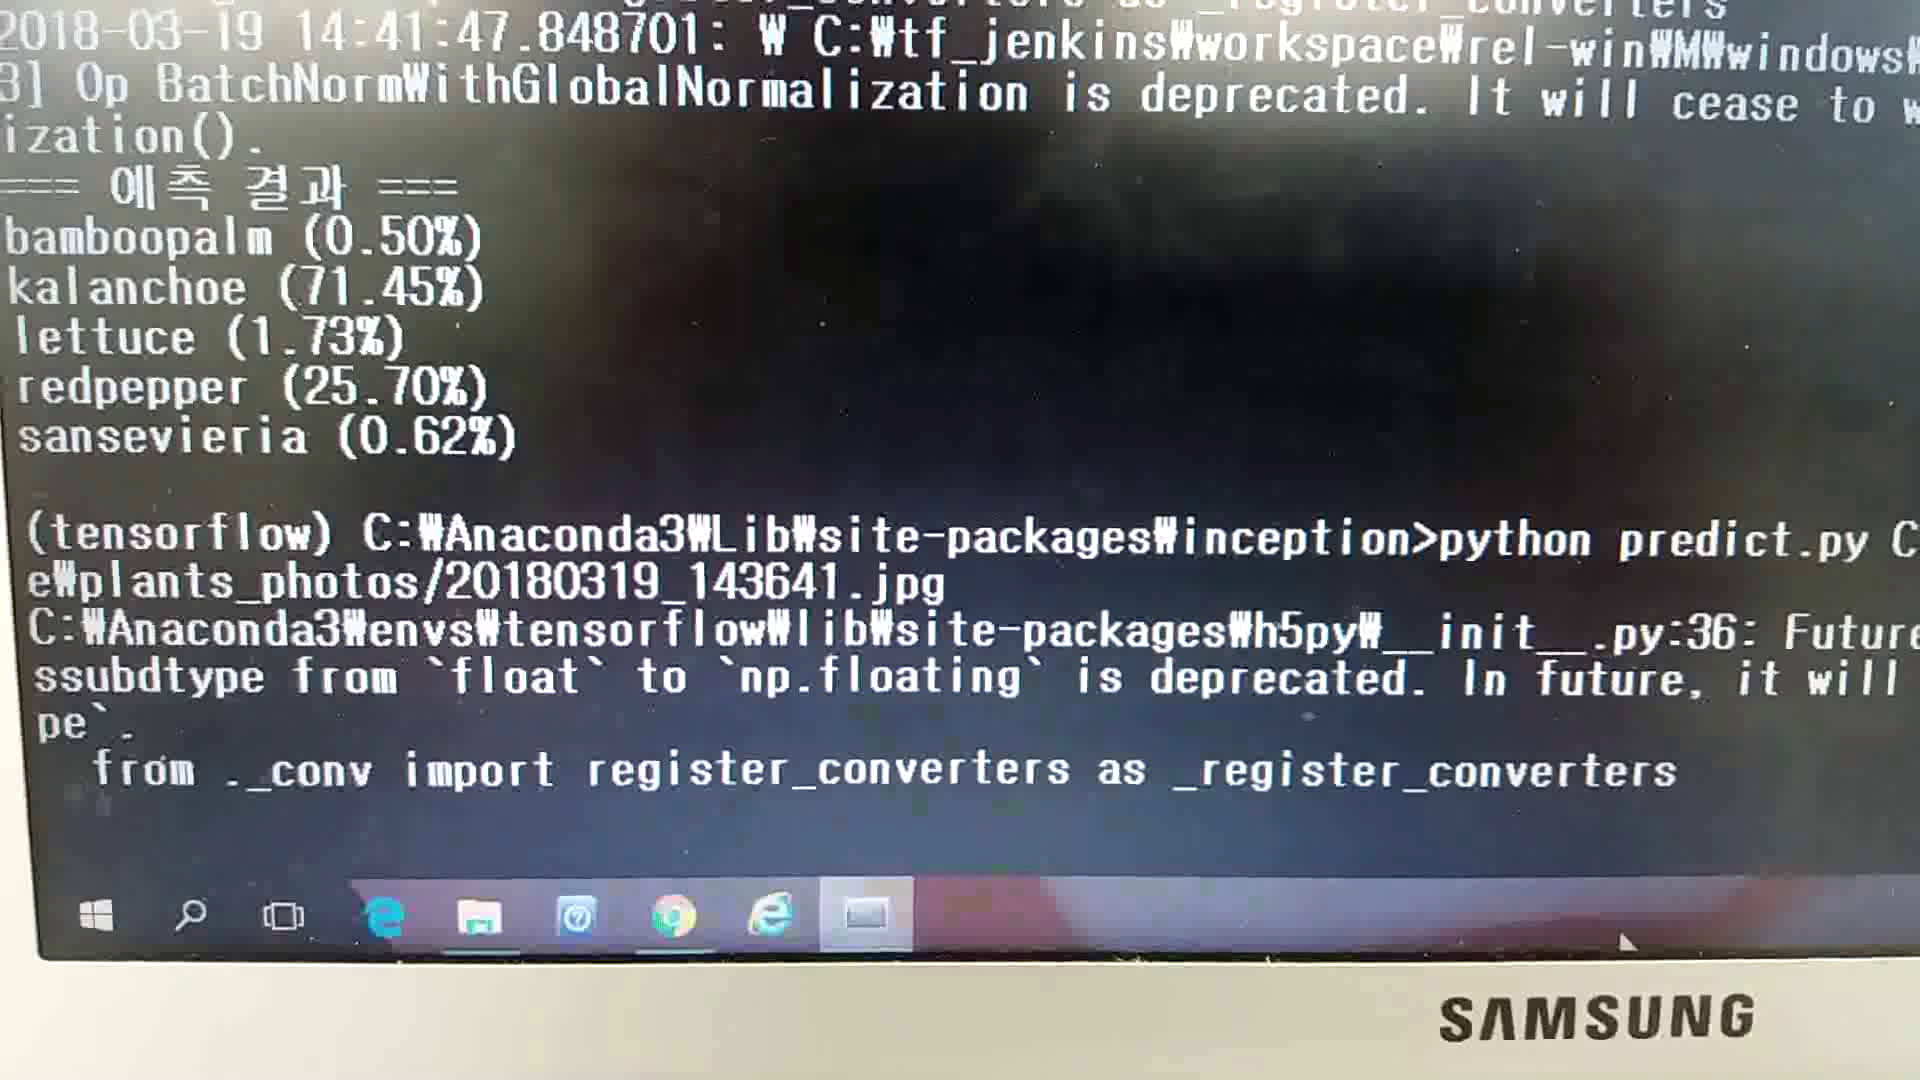 _converters as _register_converters
2018-03-19 14:41:47.848701: W C:₩tf_jenkins₩workspace₩rel-win₩M₩windows₩
3] Op BatchNormWithGlobalNormalization is deprecated. It will cease to w
ization().
=== 예측 결과 ===
bamboopalm (0.50%)
kalanchoe (71.45%)
lettuce (1.73%)
redpepper (25.70%)
sansevieria (0.62%)
(tensorflow) C:₩Anaconda3₩Lib₩site-packages₩inception>python predict.py C
e₩plants_photos/20180319_143641.jpg
C:₩Anaconda3₩envs₩tensorflow₩lib₩site-packages₩h5py₩__init__.py:36: Future
ssubdtype from `float` to `np.floating` is deprecated. In future, it will
pe`.
from ._conv import register_converters as _register_converters
SAMSUNG